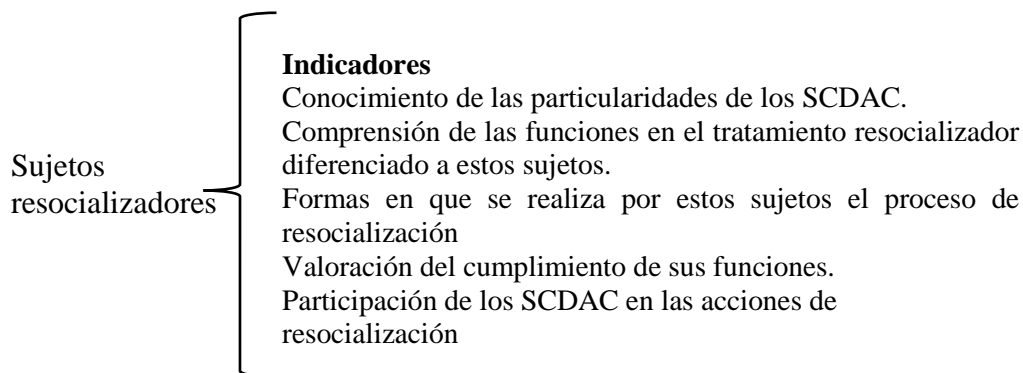 Sujetos
resocializadores
Indicadores
Conocimiento de las particularidades de los SCDAC.
Comprensión de las funciones en el tratamiento resocializador
diferenciado a estos sujetos.
Formas en que se realiza por estos sujetos el proceso de
resocialización
Valoración del cumplimiento de sus funciones.
Participación de los SCDAC en las acciones de
resocialización